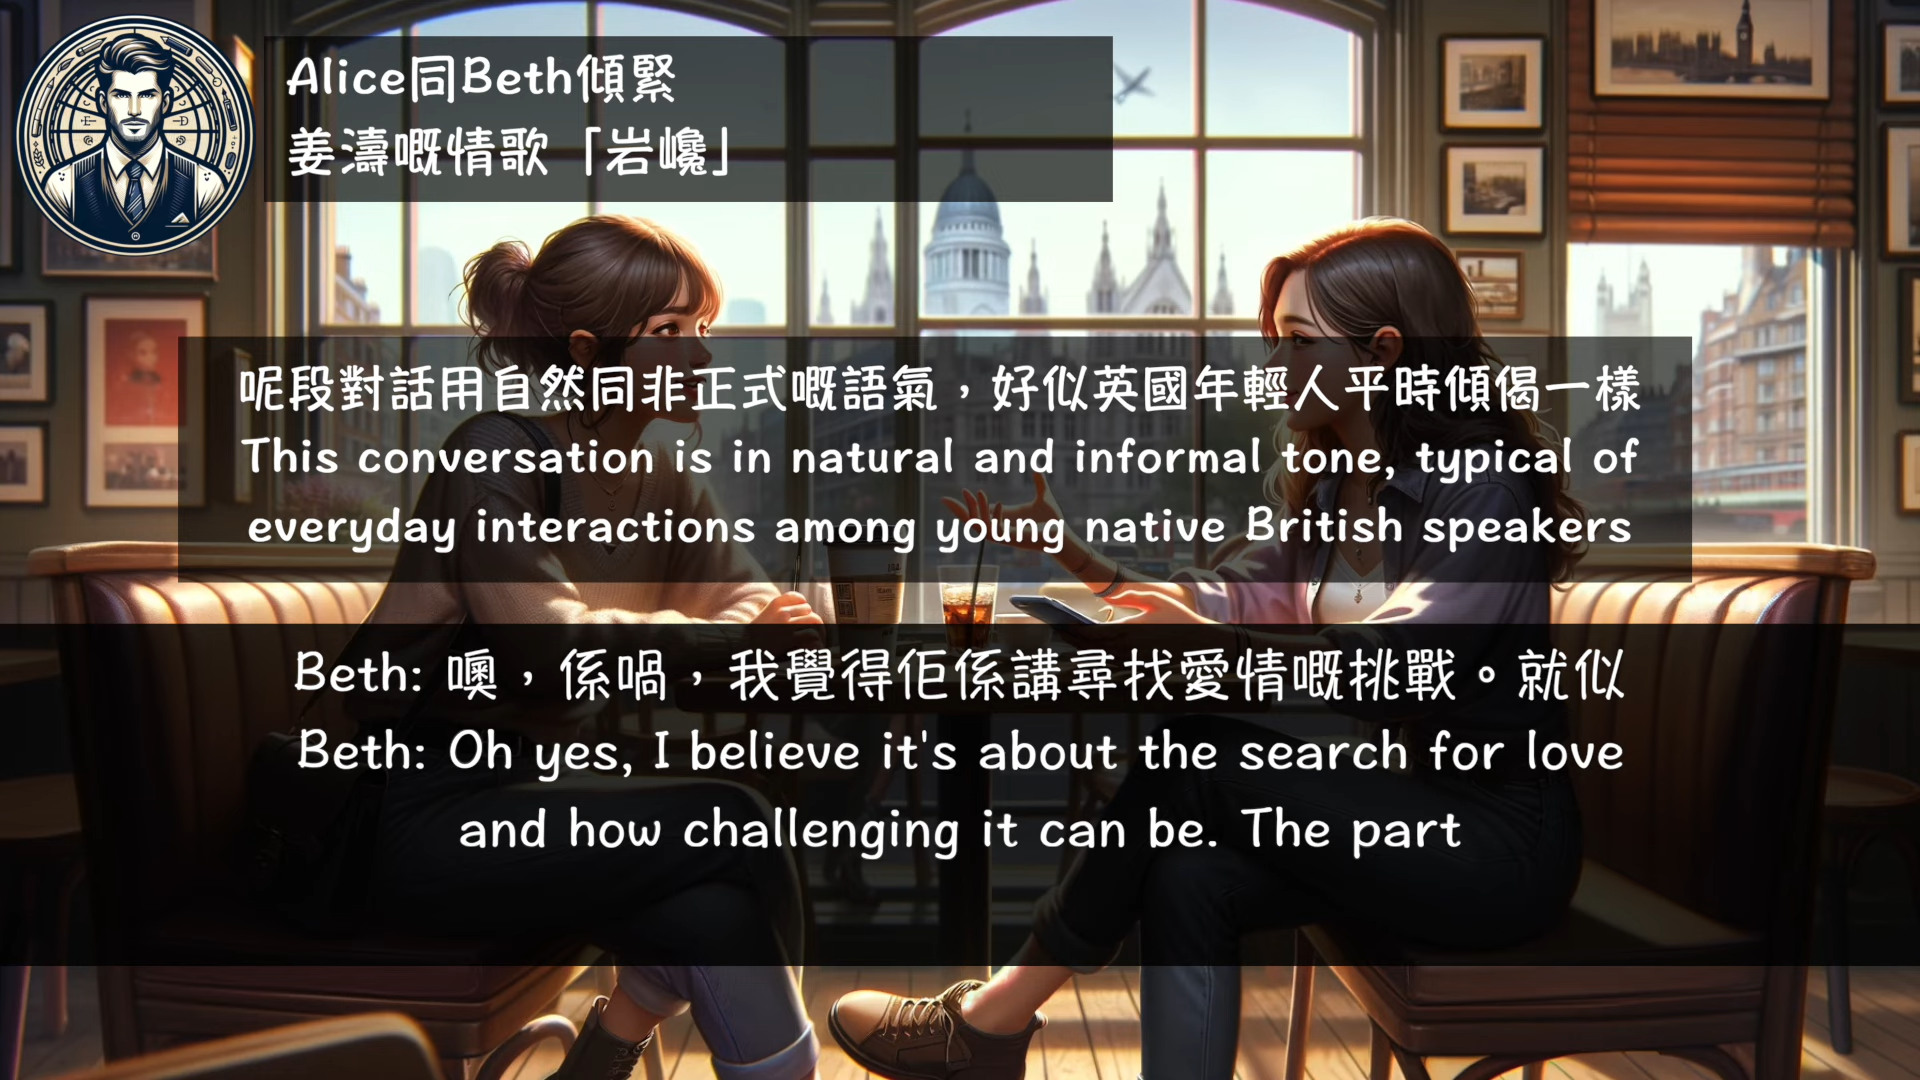 Alice同Beth傾緊
姜濤嘅情歌「岩巉」
呢段對話用自然同非正式嘅語氣，好似英國年輕人平時傾偈一樣
This conversation is in natural and informal tone, typical of
everyday interactions among young native British speakers
Beth: 噢，係喎，我覺得佢係講尋找愛情嘅挑戰。就似
Beth: Oh yes, I believe it's about the search for love
and how challenging it can be. The part